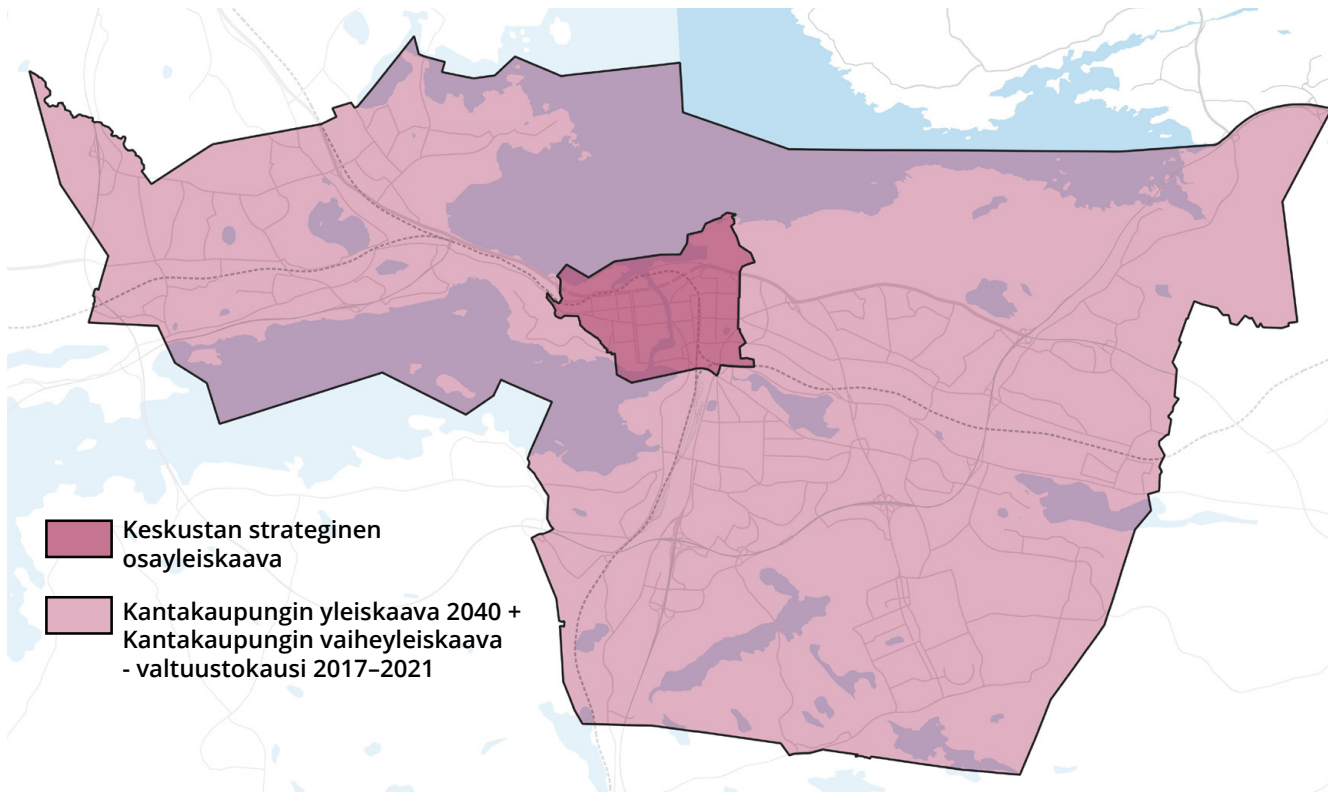 Keskustan strateginen
osayleiskaava
Kantakaupungin yleiskaava 2040 +
Kantakaupungin vaiheyleiskaava
- valtuustokausi 2017–2021